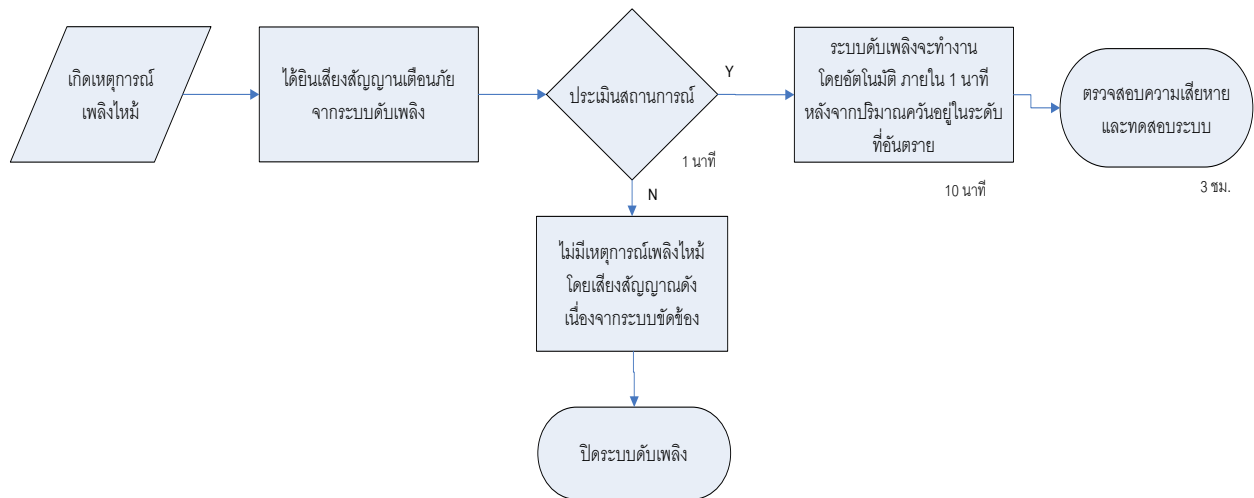 เกิดเหตุการณ์
เพลิงไหม้
ได้ยินเสียงสัญญานเตือนภัย
จากระบบดับเพลิง
ประเมินสถานการณ์
1 นาที
Y
ระบบดับเพลิงจะทำงาน
โดยอัตโนมัติ ภายใน 1 นาที
หลังจากปริมาณควันอยู่ในระดับ
ที่อันตราย
10 นาที
ตรวจสอบความเสียหาย
และทดสอบระบบ
3 ชม.
N
ไม่มีเหตุการณ์เพลิงไหม้
โดยเสียงสัญญาณดัง
เนื่องจากระบบขัดข้อง
ปิดระบบดับเพลิง